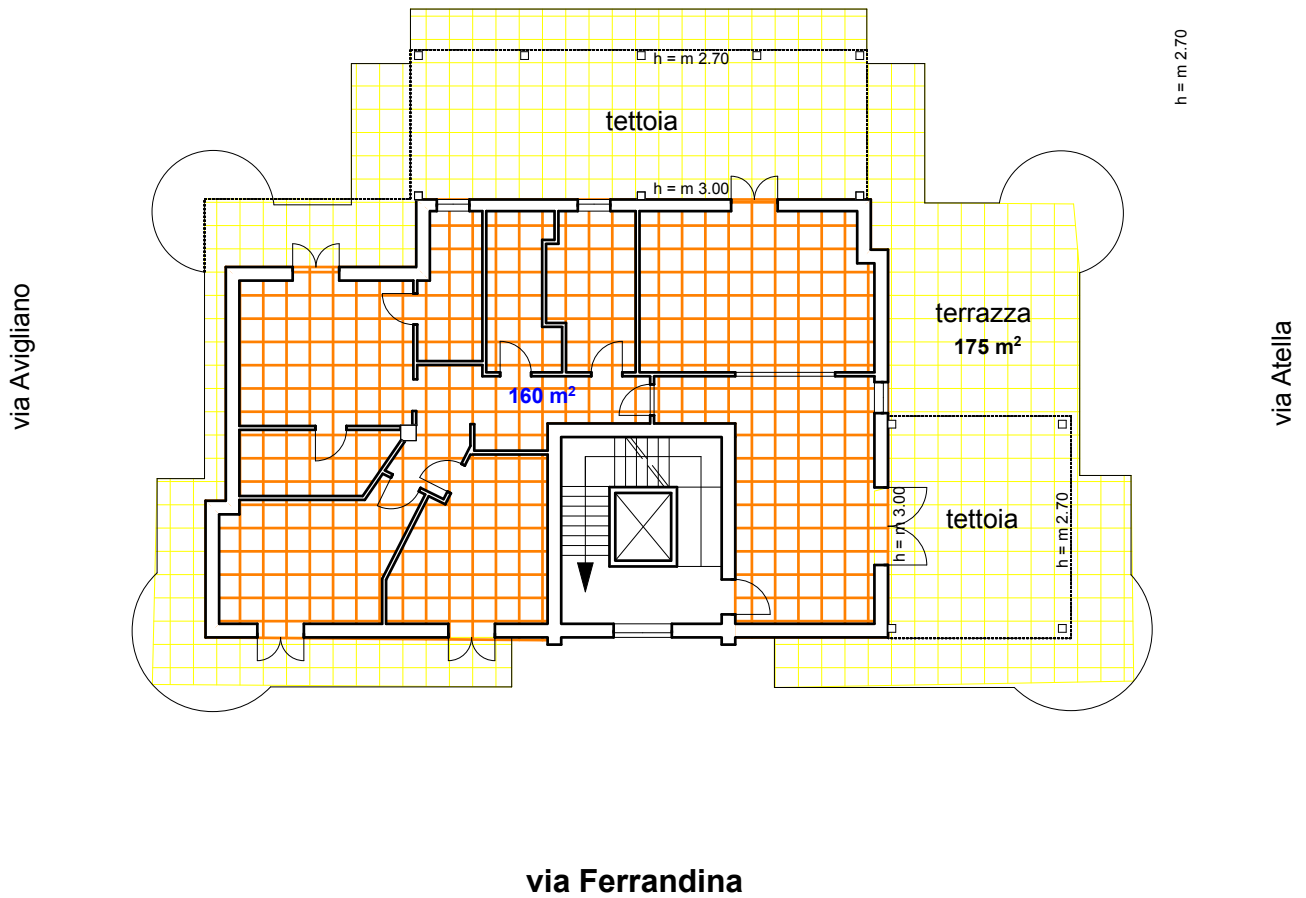 h = m 2.70
h = m 2.70
tettoia
h = m 3.00
via Avigliano
terrazza
175 m²
via Atella
160 m²
h = m 3.00
tettoia
h = m 2.70
via Ferrandina